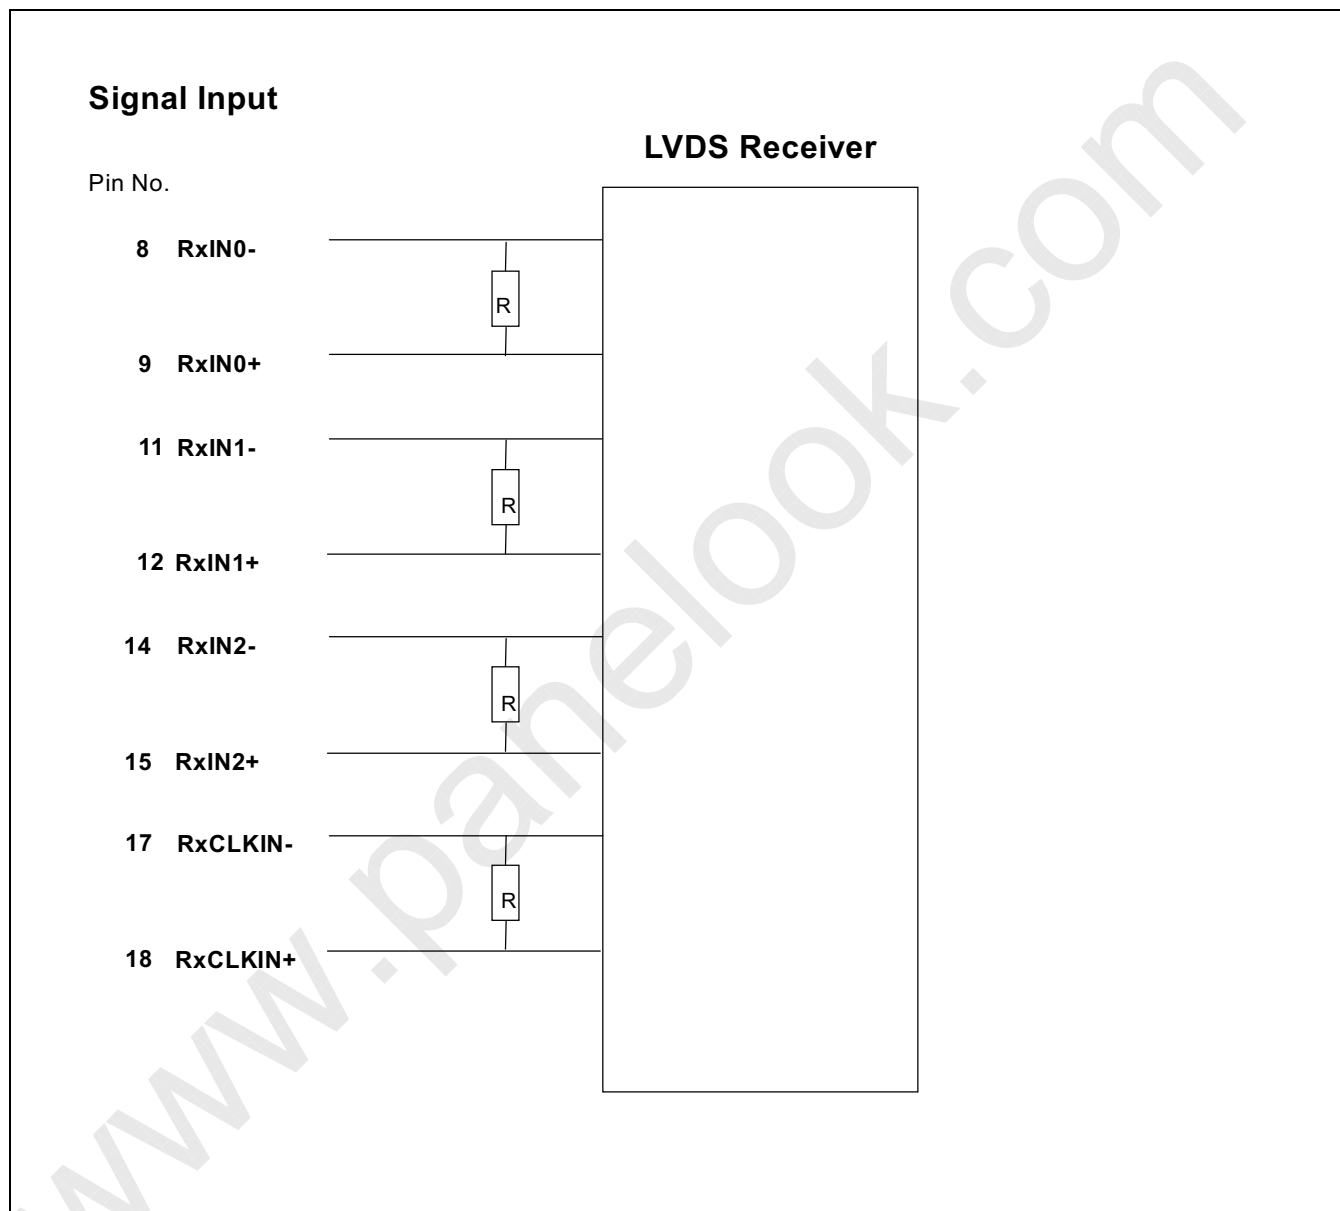 Signal Input
LVDS Receiver
Pin No.
8 RxIN0-
R
9 RxIN0+
11 RxIN1-
R
12 RxIN1+
14 RxIN2-
R
15 RxIN2+
17 RxCLKIN-
R
18 RxCLKIN+
www.panelook.com